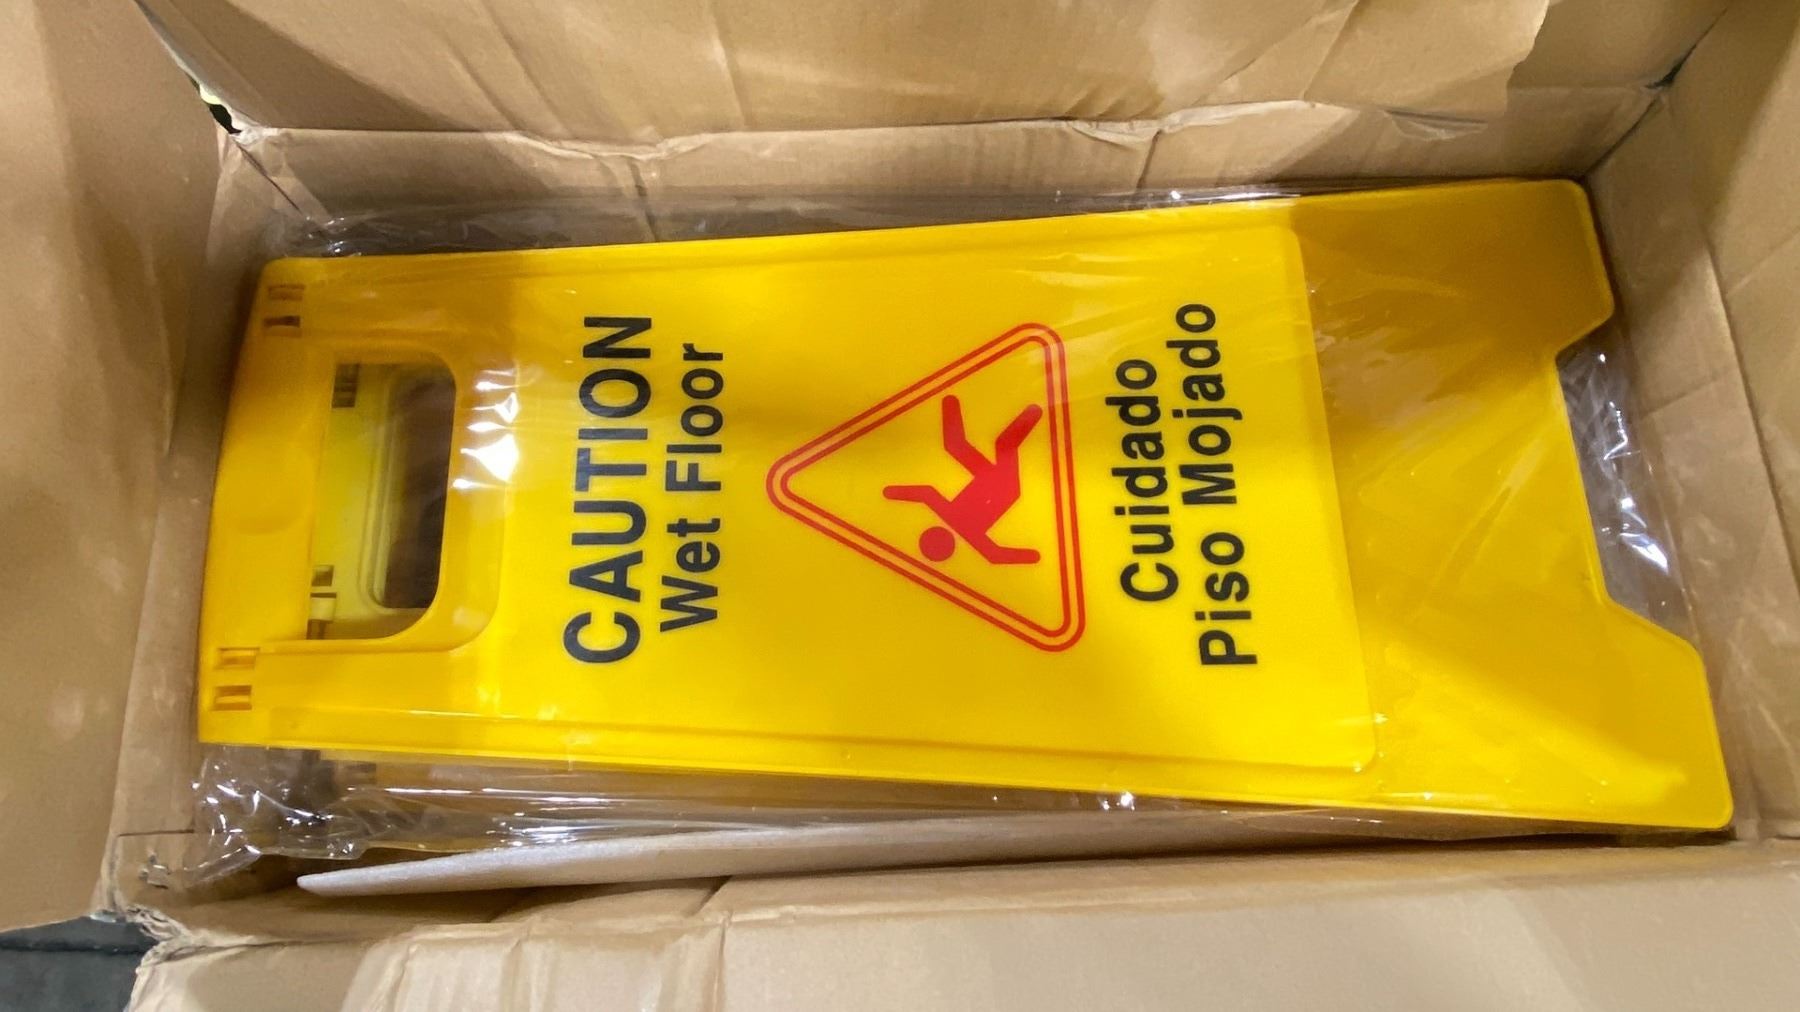 CAUTION
Wet Floor
Cuidado
Piso Mojado